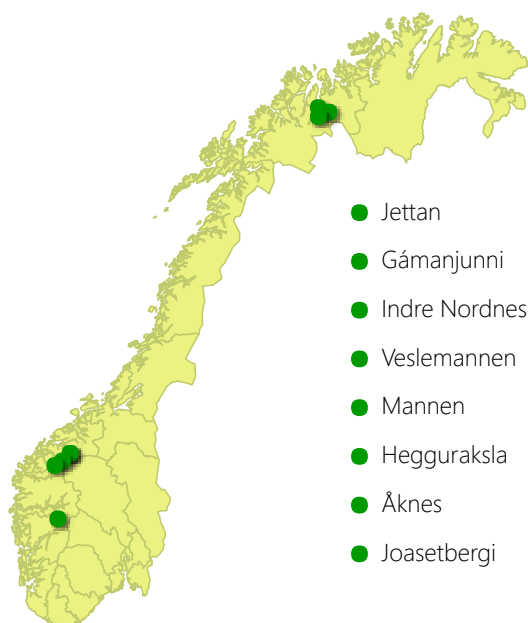 Jettan
Gámanjunni
Indre Nordnes
Veslemannen
Mannen
Hegguraksla
Åknes
Joasetbergi